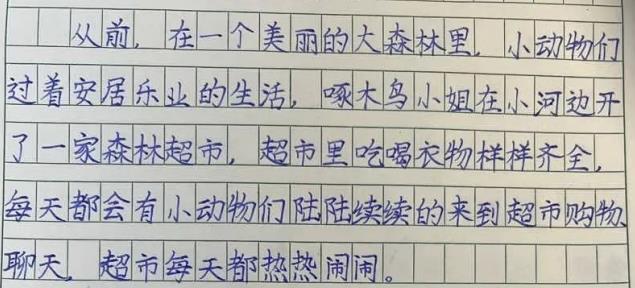 从前，在一个美丽的大森林里，小动物们
过着安居乐业的生活，啄木鸟小姐在小河边开
了一家森林超市，超市里吃喝衣物样样齐全，
每天都会有小动物们陆陆续续的来到超市购物、
聊天，超市每天都热热闹闹。